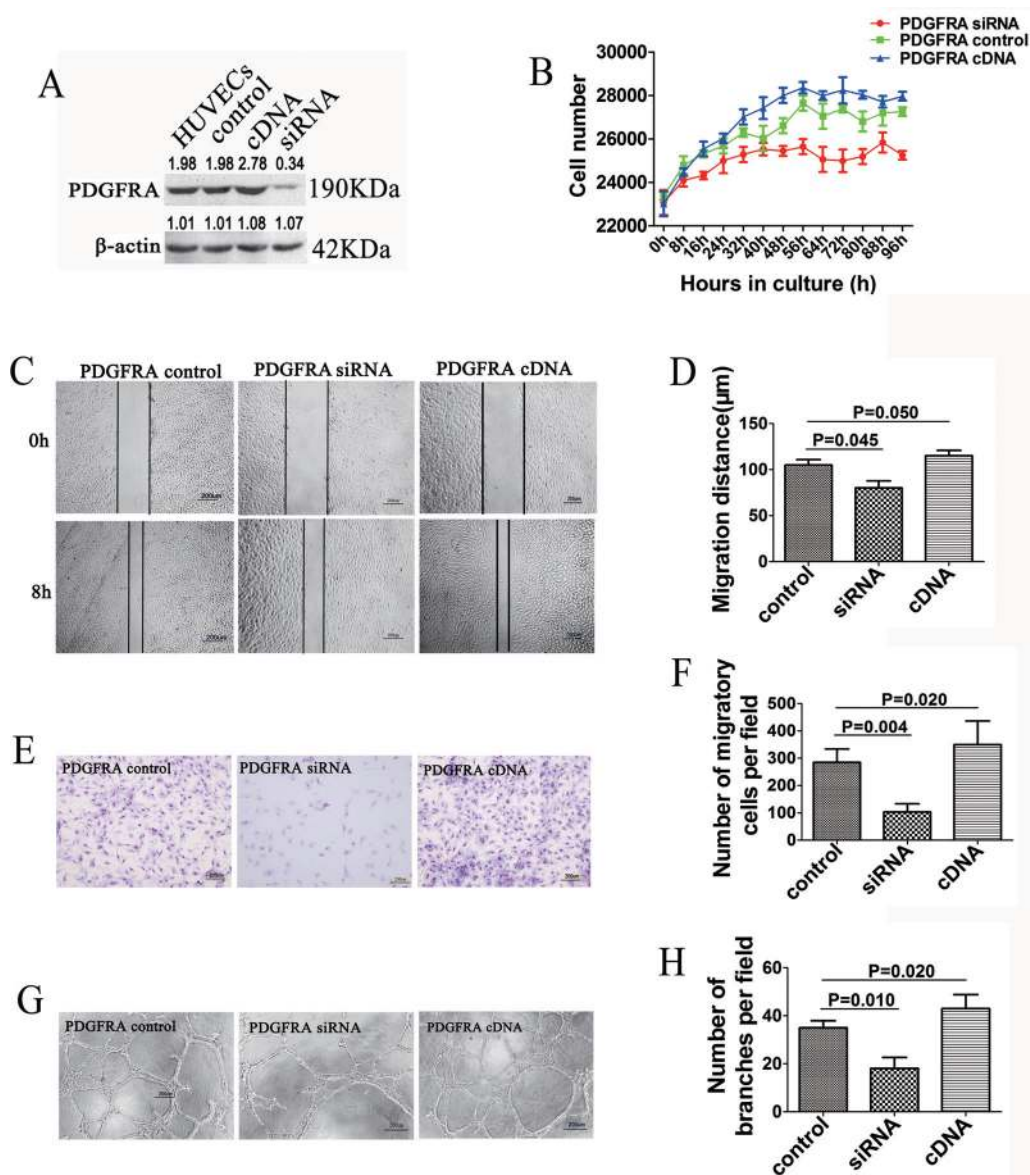 A
HUVECs control cDNA siRNA
1.98 1.98 2.78 0.34
PDGFRA 190KDa
1.01 1.01 1.08 1.07
β-actin 42KDa
B
PDGFRA siRNA
PDGFRA control
PDGFRA cDNA
Cell number
30000
28000
26000
24000
22000
0h 8h 16h 24h 32h 40h 48h 56h 64h 72h 80h 88h 96h
Hours in culture (h)
C
PDGFRA control PDGFRA siRNA PDGFRA cDNA
0h
200um
8h
200um
D
Migration distance(μm)
150
100
50
0
P=0.050
P=0.045
control siRNA cDNA
E
PDGFRA control PDGFRA siRNA PDGFRA cDNA
200um
F
Number of migratory
cells per field
500
400
300
200
100
0
P=0.020
P=0.004
control siRNA cDNA
G
PDGFRA control PDGFRA siRNA PDGFRA cDNA
200um
H
Number of
branches per field
60
40
20
0
P=0.020
P=0.010
control siRNA cDNA